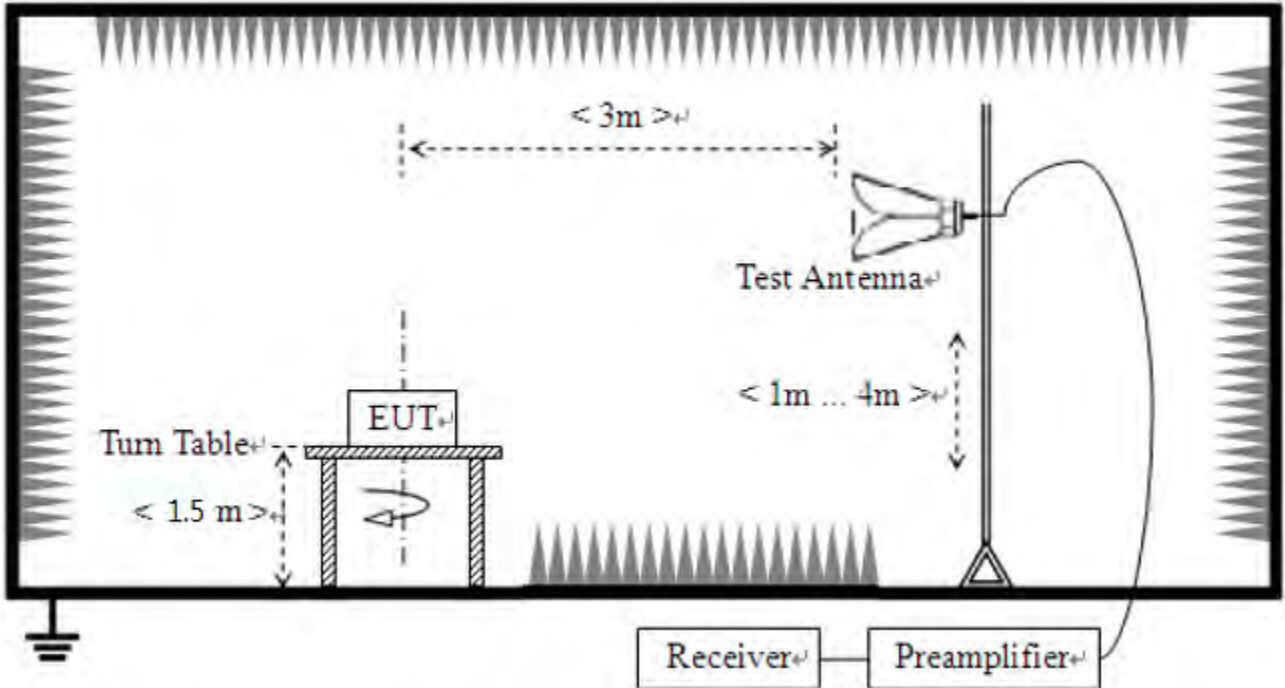 < 3m >↵
Test Antenna↵
< 1m ... 4m >↵
EUT↵
Turn Table↵
< 1.5 m >↵
Receiver↵
Preamplifier↵